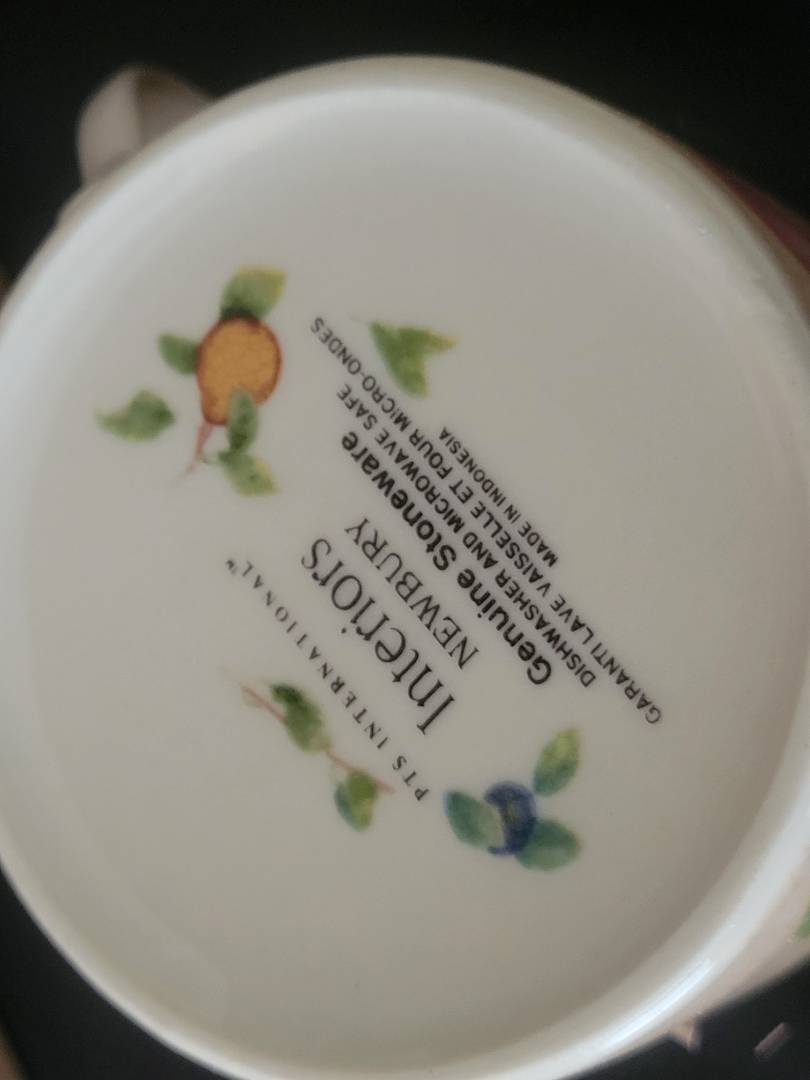 PTS INTERNATIONAL™
Interiors
NEWBURY
Genuine Stoneware
DISHWASHER AND MICROWAVE SAFE
GARANTI LAVE VAISSELLE ET FOUR MICRO-ONDES
MADE IN INDONESIA